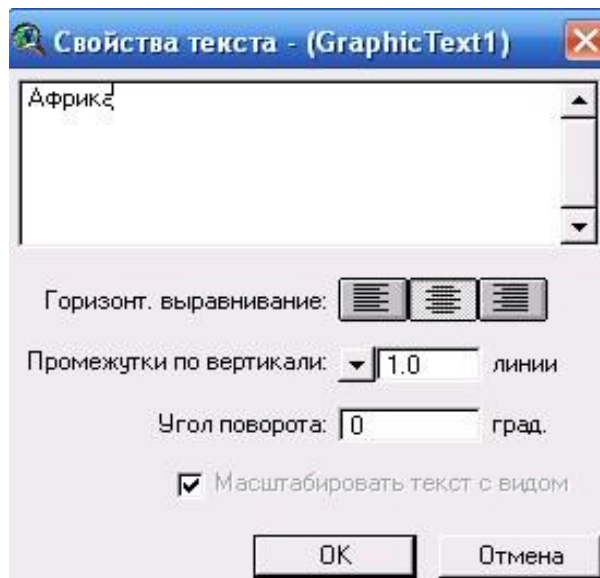 Свойства текста - (GraphicText1)
Африка
Горизонт. выравнивание:
Промежутки по вертикали: 1.0 линии
Угол поворота: 0 град.
Масштабировать текст с видом
OK Отмена